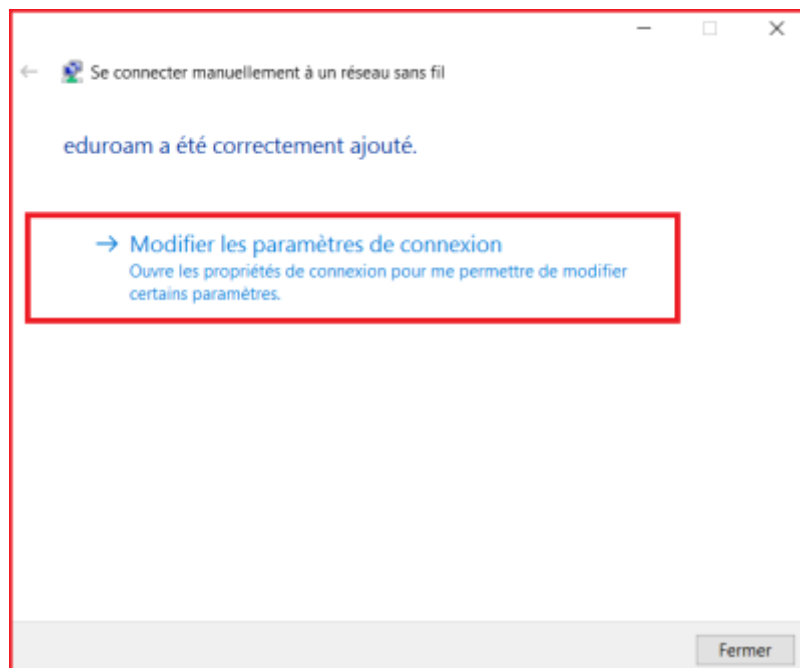 Se connecter manuellement à un réseau sans fil
eduroam a été correctement ajouté.
Modifier les paramètres de connexion
Ouvre les propriétés de connexion pour me permettre de modifier
certains paramètres.
Fermer